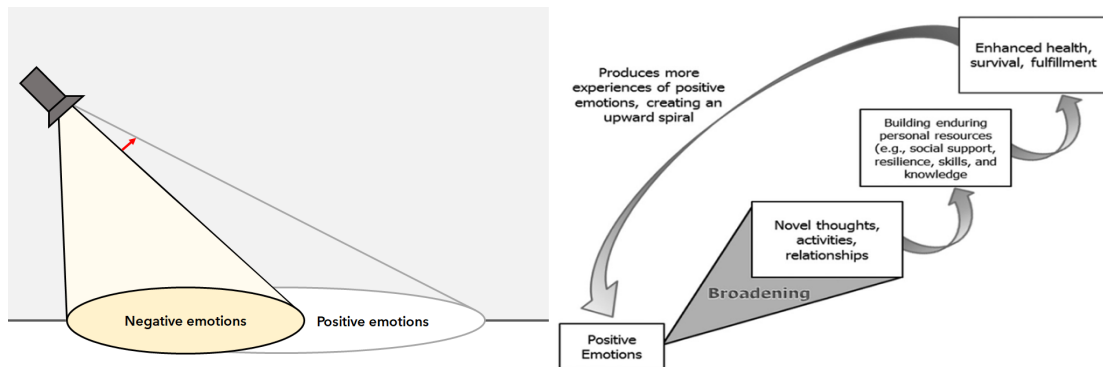 Negative emotions
Positive emotions
Produces more
experiences of positive
emotions, creating an
upward spiral
Enhanced health,
survival, fulfillment
Building enduring
personal resources
(e.g., social support,
resilience, skills, and
knowledge
Novel thoughts,
activities,
relationships
Broadening
Positive
Emotions